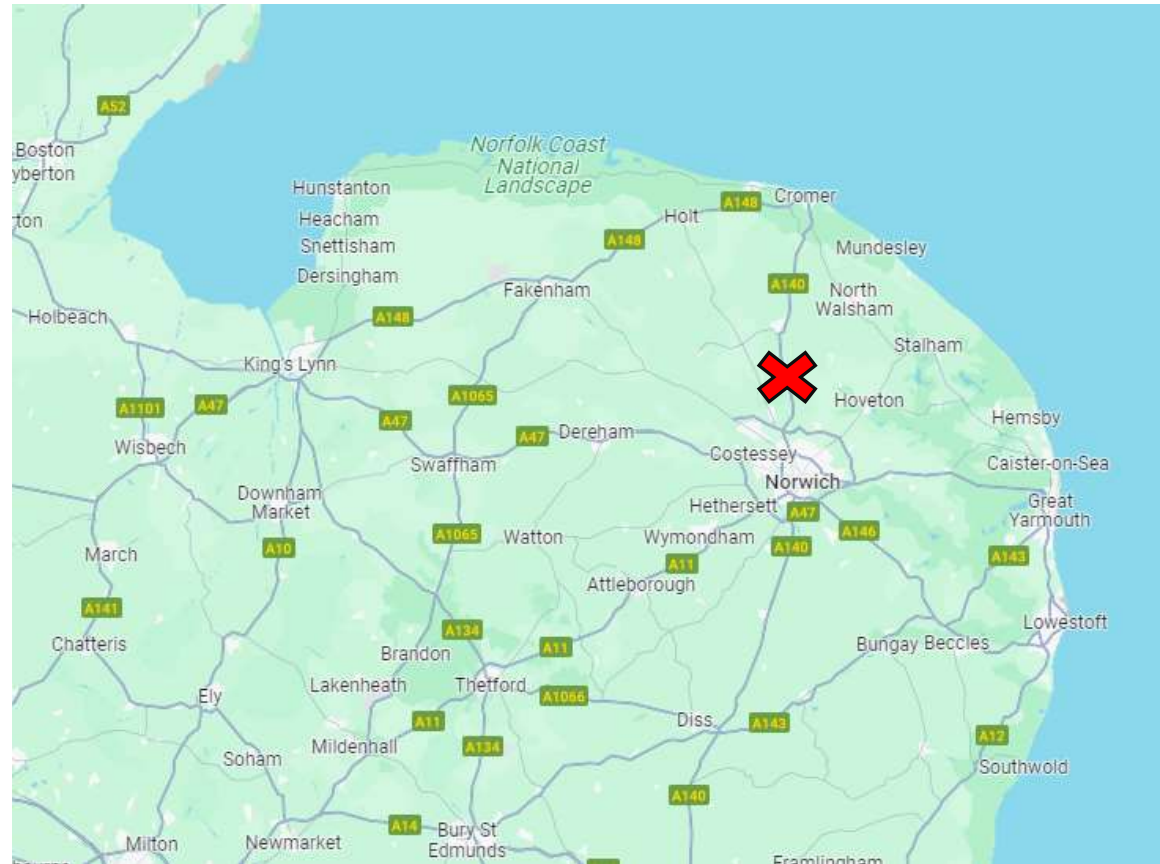 A52
Boston
yberton
Norfolk Coast
National
Landscape
Hunstanton
A148
Cromer
ton
Heacham
Holt
Snettisham
A148
Mundesley
Dersingham
A140
Fakenham
North
Walsham
Holbeach
A148
Stalham
King's Lynn
A1065
Hoveton
A1101
A47
A47
Hemsby
Wisbech
A47
Dereham
Costessey
Swaffham
Caister-on-Sea
Norwich
Downham
Market
Hethersett
A47
Great
Yarmouth
A1065
Watton
Wymondham
A146
March
A10
A140
A143
A11
Attleborough
A141
Lowestoft
Chatteris
A134
Bungay
Beccles
Brandon
A11
Lakenheath
Thetford
A1066
Ely
Diss
A143
A11
Mildenhall
A134
A12
Soham
Southwold
A140
A14
Bury St
Edmunds
Milton
Newmarket
Framlingham